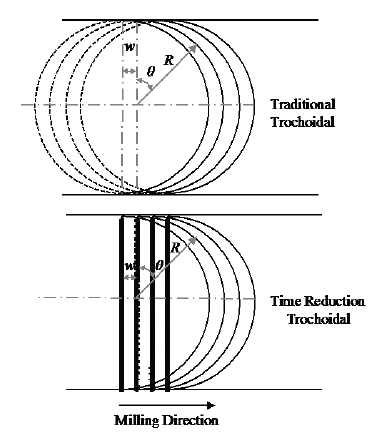 w
θ
R
Traditional
Trochoidal
R
w
θ
Time Reduction
Trochoidal
Milling Direction